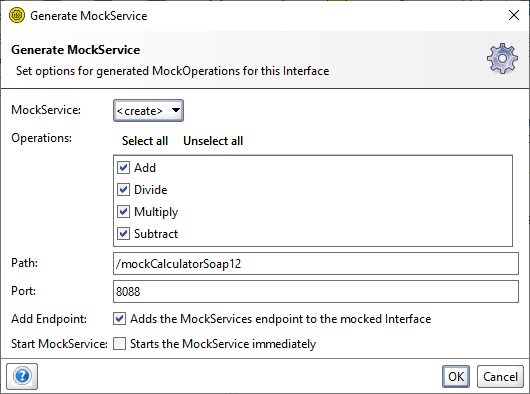 Generate MockService
Generate MockService
Set options for generated MockOperations for this Interface
MockService: <create>
Operations: Select all Unselect all
Add
Divide
Multiply
Subtract
Path: /mockCalculatorSoap12
Port: 8088
Add Endpoint: Adds the MockServices endpoint to the mocked Interface
Start MockService: Starts the MockService immediately
? OK Cancel